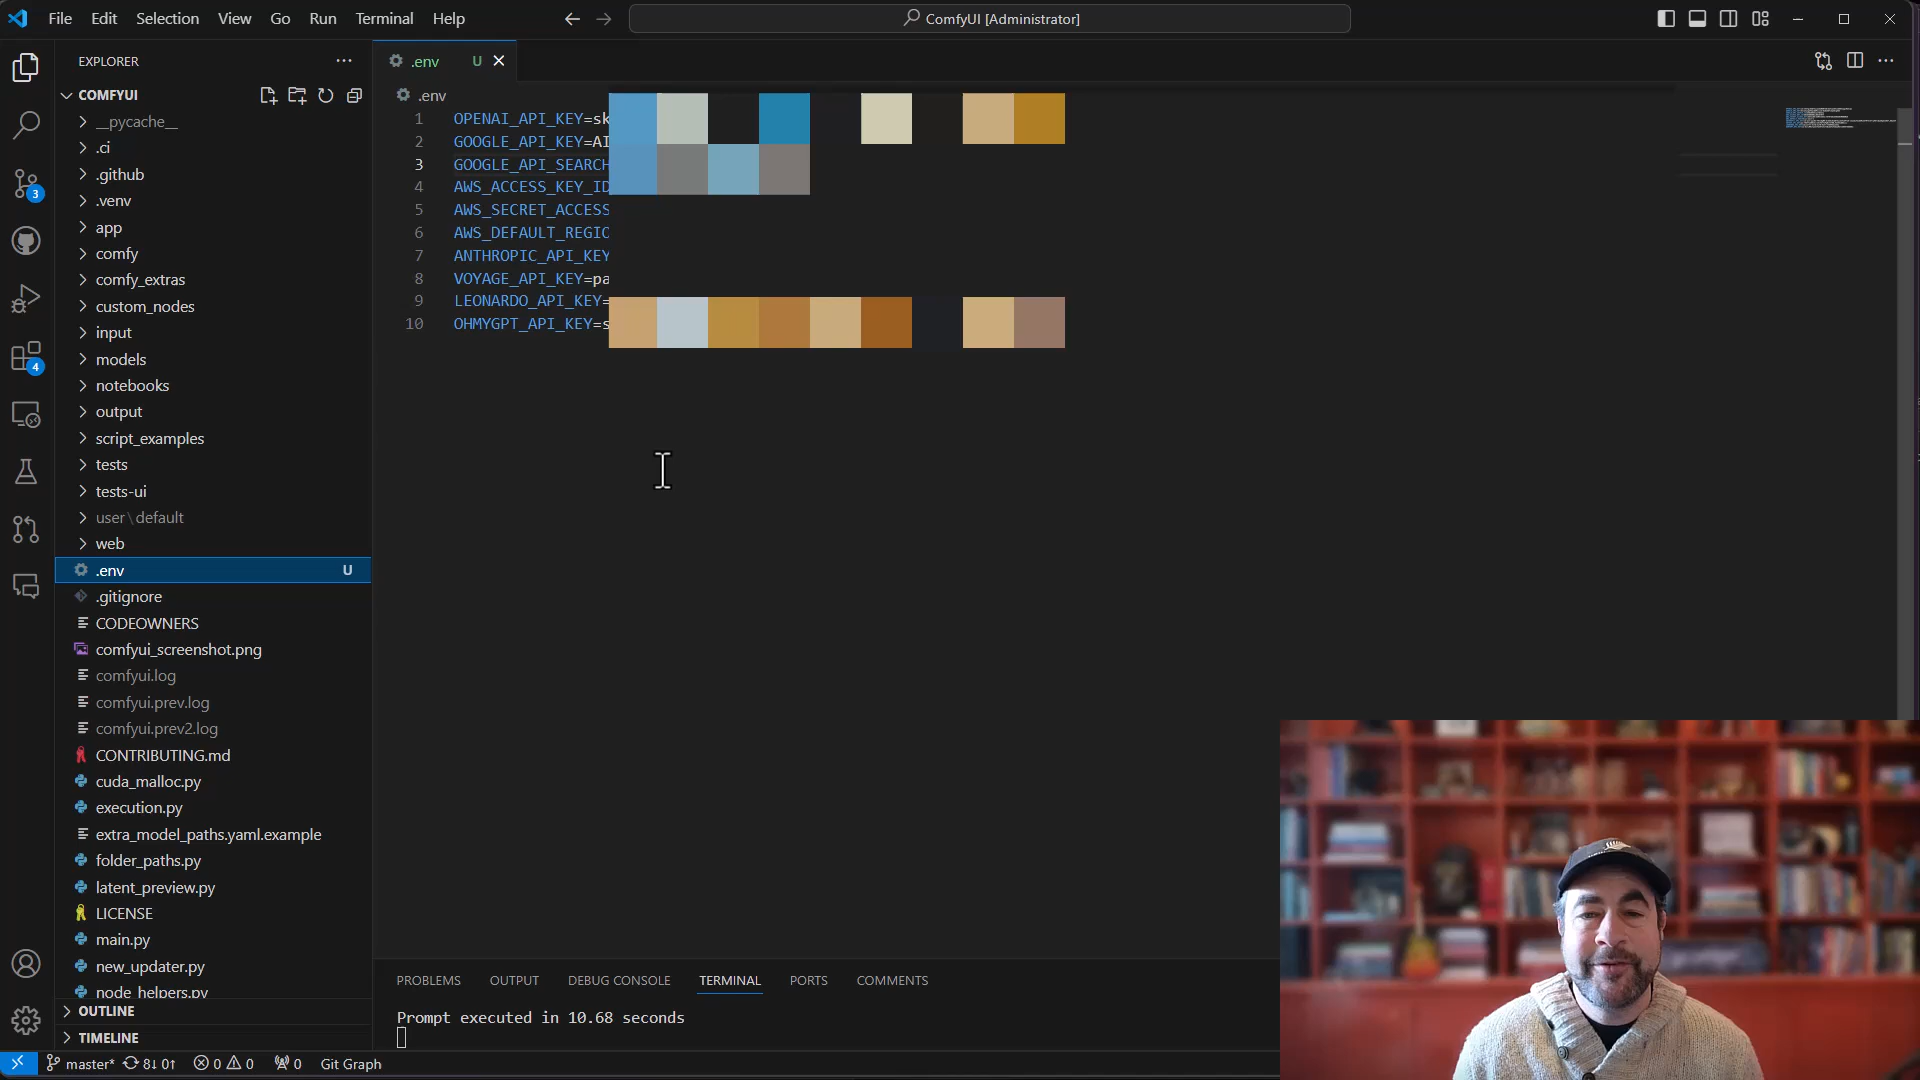 File Edit Selection View Go Run Terminal Help
ComfyUI [Administrator]
EXPLORER
.env U
COMFYUI
.env
__pycache__
.ci
.github
.venv
app
comfy
comfy_extras
custom_nodes
input
models
notebooks
output
script_examples
tests
tests-ui
user\default
web
.env U
.gitignore
CODEOWNERS
comfyui_screenshot.png
comfyui.log
comfyui.prev.log
comfyui.prev2.log
CONTRIBUTING.md
cuda_malloc.py
execution.py
extra_model_paths.yaml.example
folder_paths.py
latent_preview.py
LICENSE
main.py
new_updater.py
node_helpers.py
OUTLINE
TIMELINE
3
4
1 OPENAI_API_KEY=sk
2 GOOGLE_API_KEY=AI
3 GOOGLE_API_SEARCH
4 AWS_ACCESS_KEY_ID
5 AWS_SECRET_ACCESS
6 AWS_DEFAULT_REGIO
7 ANTHROPIC_API_KEY
8 VOYAGE_API_KEY=pa
9 LEONARDO_API_KEY=
10 OHMYGPT_API_KEY=s
PROBLEMS OUTPUT DEBUG CONSOLE TERMINAL PORTS COMMENTS
Prompt executed in 10.68 seconds
master* 8↓ 0↑ 0 0 0 Git Graph